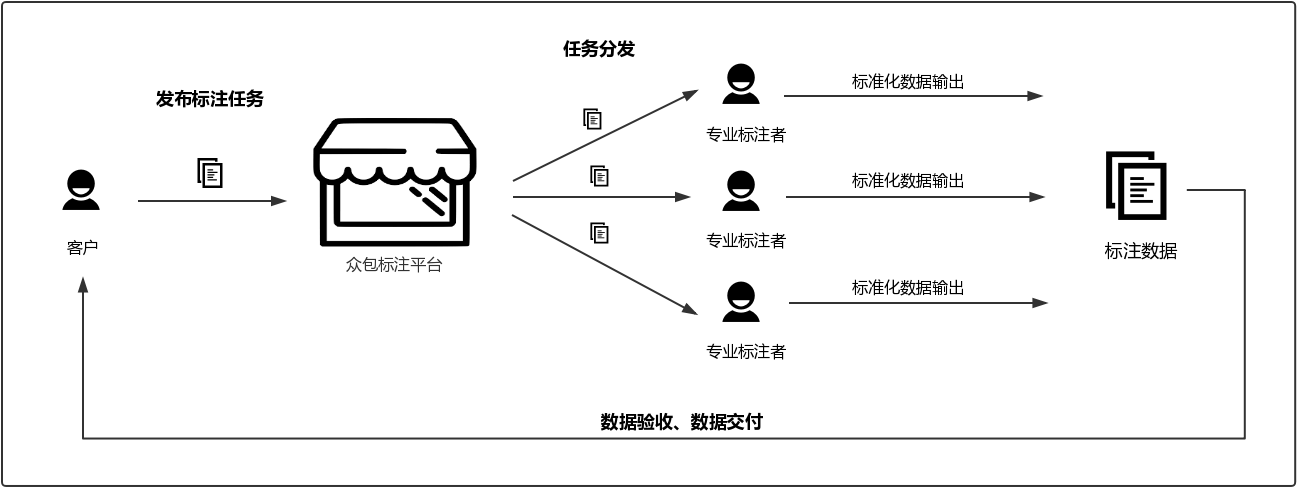 任务分发
发布标注任务
标准化数据输出
专业标注者
标准化数据输出
客户
众包标注平台
专业标注者
标注数据
标准化数据输出
专业标注者
数据验收、数据交付